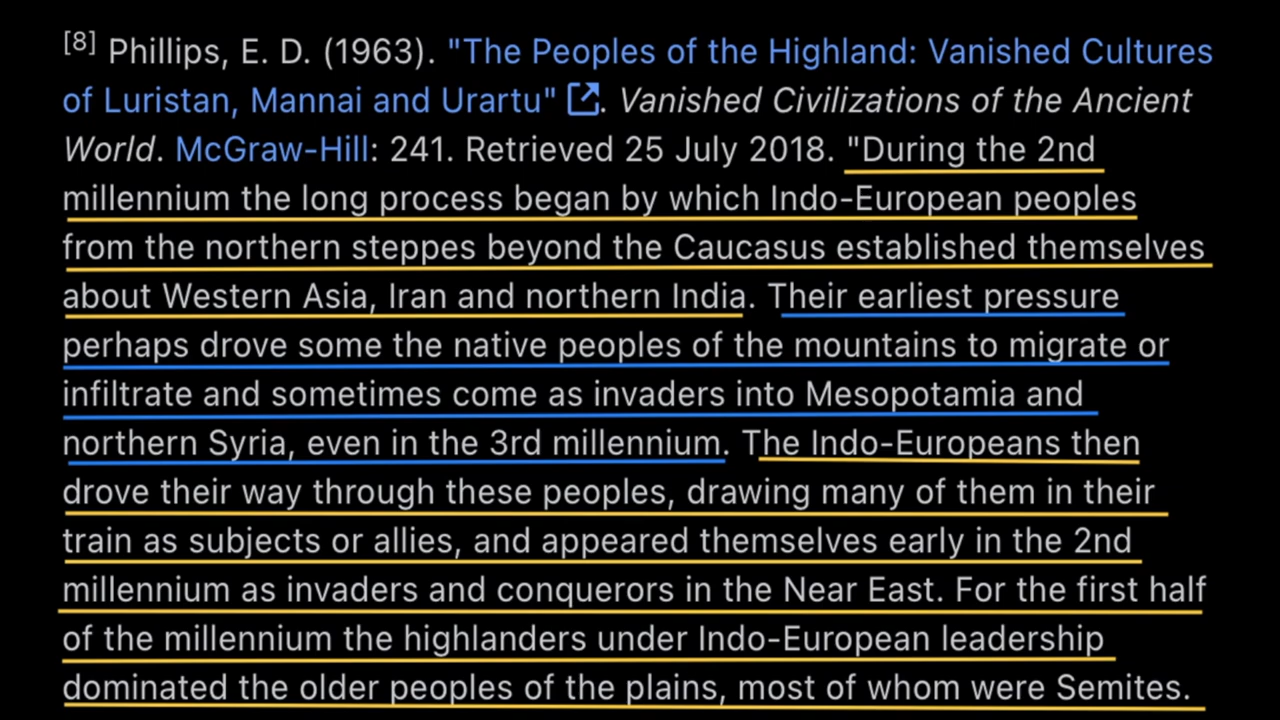 [8] Phillips, E. D. (1963). "The Peoples of the Highland: Vanished Cultures
of Luristan, Mannai and Urartu" . Vanished Civilizations of the Ancient
World. McGraw-Hill: 241. Retrieved 25 July 2018. "During the 2nd
millennium the long process began by which Indo-European peoples
from the northern steppes beyond the Caucasus established themselves
about Western Asia, Iran and northern India. Their earliest pressure
perhaps drove some the native peoples of the mountains to migrate or
infiltrate and sometimes come as invaders into Mesopotamia and
northern Syria, even in the 3rd millennium. The Indo-Europeans then
drove their way through these peoples, drawing many of them in their
train as subjects or allies, and appeared themselves early in the 2nd
millennium as invaders and conquerors in the Near East. For the first half
of the millennium the highlanders under Indo-European leadership
dominated the older peoples of the plains, most of whom were Semites.